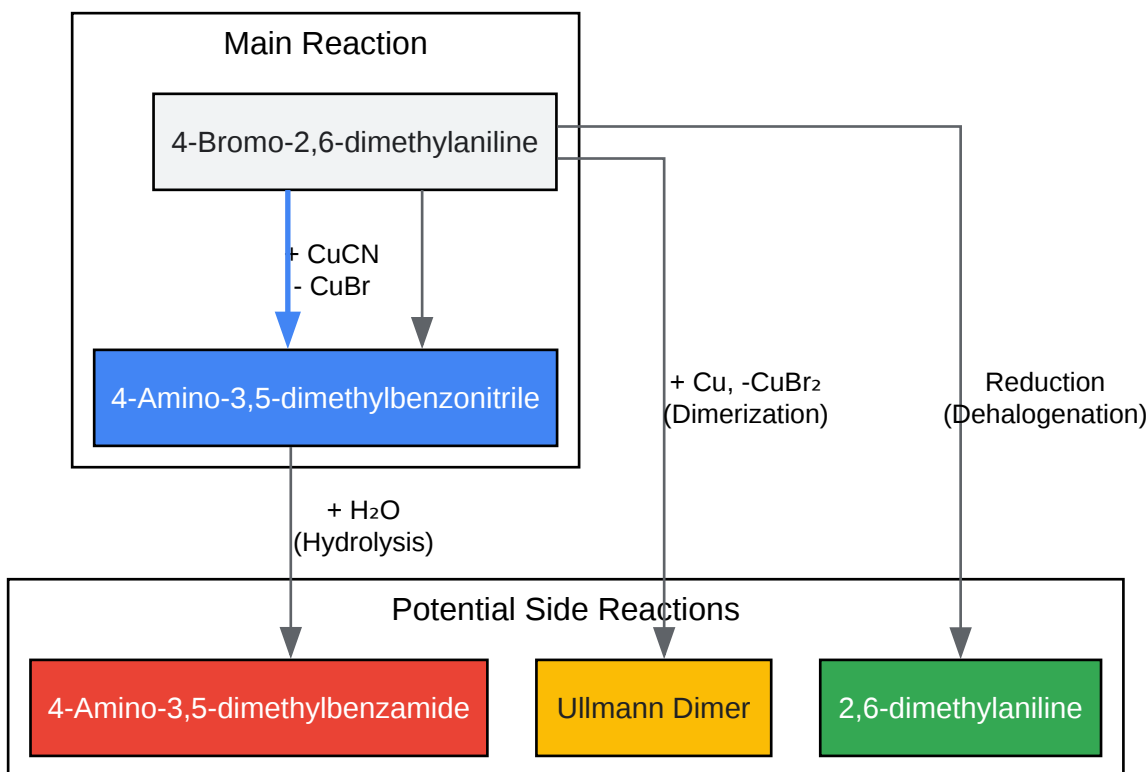 Main Reaction
4-Bromo-2,6-dimethylaniline
+ CuCN
- CuBr
4-Amino-3,5-dimethylbenzonitrile
+ Cu, -CuBr₂
(Dimerization)
Reduction
(Dehalogenation)
+ H₂O
(Hydrolysis)
Potential Side Reactions
4-Amino-3,5-dimethylbenzamide
Ullmann Dimer
2,6-dimethylaniline